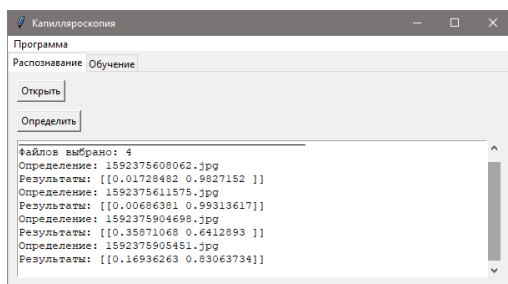 Капилляроскопия
Программа
Распознавание Обучение
Открыть
Определить
Файлов выбрано: 4
Определение: 1592375608062.jpg
Результаты: [[0.01728482 0.9827152 ]]
Определение: 1592375611575.jpg
Результаты: [[0.00686381 0.99313617]]
Определение: 1592375904698.jpg
Результаты: [[0.35871068 0.6412893 ]]
Определение: 1592375905451.jpg
Результаты: [[0.16936263 0.83063734]]